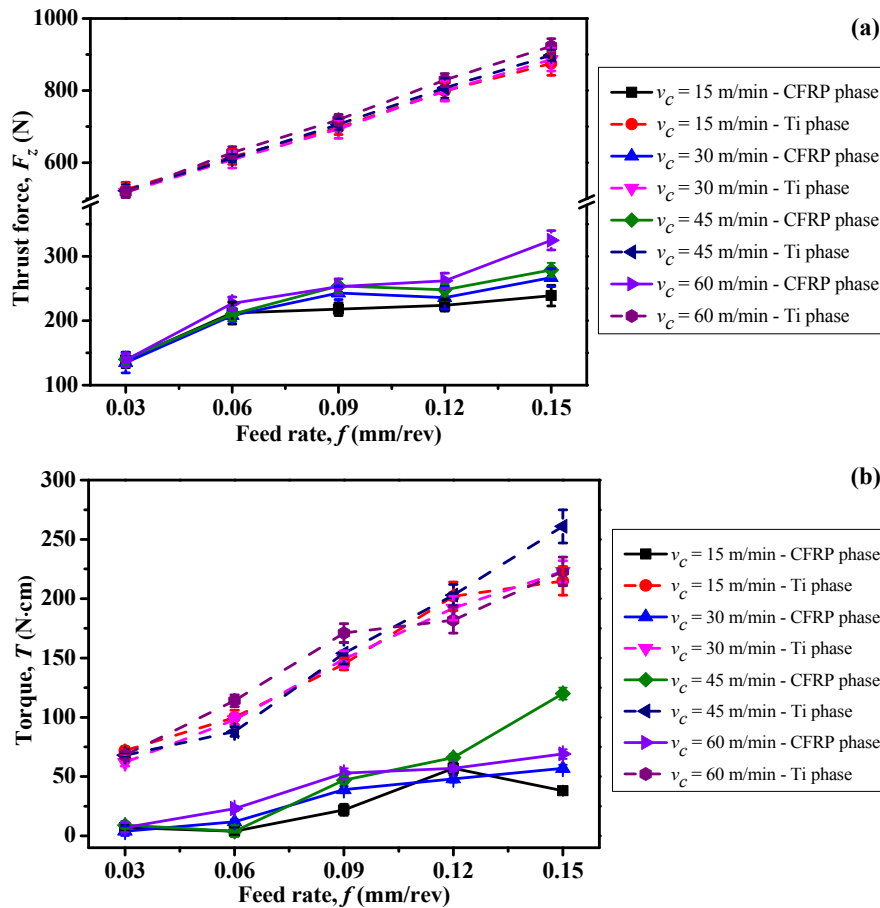 (a)
1000
800
600
300
200
100
Thrust force, F_z (N)
0.03 0.06 0.09 0.12 0.15
Feed rate, f (mm/rev)
v_c = 15 m/min - CFRP phase
v_c = 15 m/min - Ti phase
v_c = 30 m/min - CFRP phase
v_c = 30 m/min - Ti phase
v_c = 45 m/min - CFRP phase
v_c = 45 m/min - Ti phase
v_c = 60 m/min - CFRP phase
v_c = 60 m/min - Ti phase
(b)
300
250
200
150
100
50
0
Torque, T (N·cm)
0.03 0.06 0.09 0.12 0.15
Feed rate, f (mm/rev)
v_c = 15 m/min - CFRP phase
v_c = 15 m/min - Ti phase
v_c = 30 m/min - CFRP phase
v_c = 30 m/min - Ti phase
v_c = 45 m/min - CFRP phase
v_c = 45 m/min - Ti phase
v_c = 60 m/min - CFRP phase
v_c = 60 m/min - Ti phase